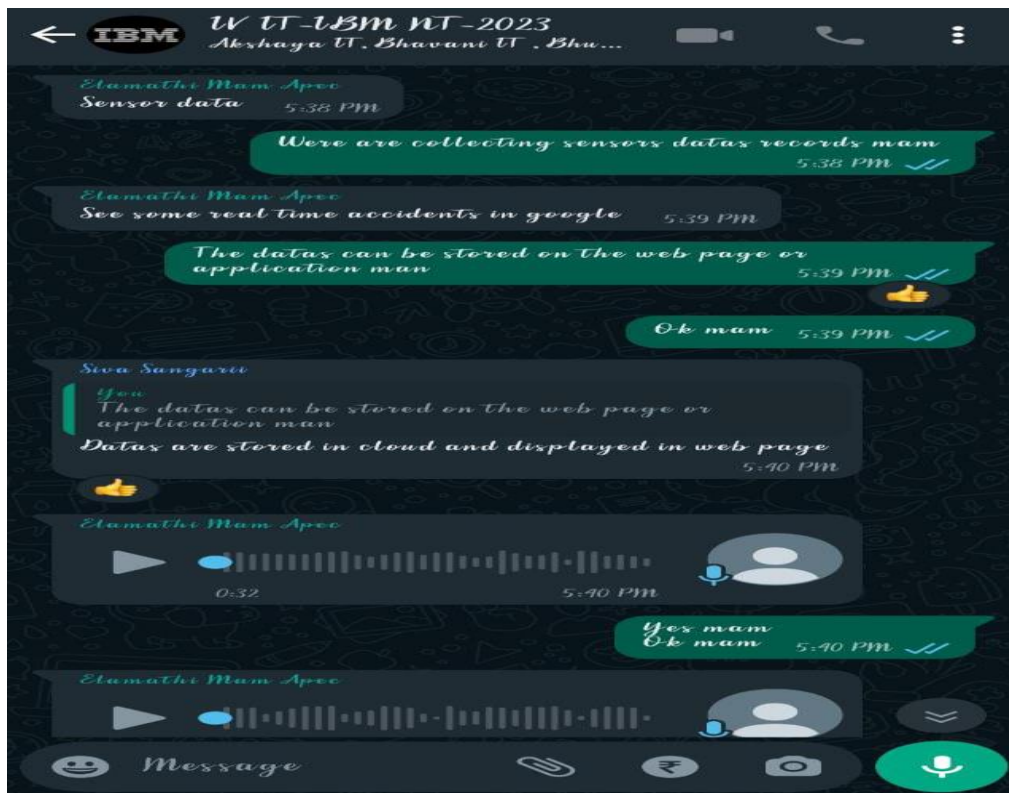 IBM
IV IT-IBM NT-2023
Akshaya IT, Bhavani IT, Bhu...
Elamathi Mam Apec
Sensor data 5:38 PM
Were are collecting sensors datas records mam
5:38 PM
Elamathi Mam Apec
See some real time accidents in google 5:39 PM
The datas can be stored on the web page or
application man 5:39 PM
Ok mam 5:39 PM
Siva Sangarii
You
The datas can be stored on the web page or
application man
Datas are stored in cloud and displayed in web page
5:40 PM
Elamathi Mam Apec
0:32 5:40 PM
Yes mam
Ok mam 5:40 PM
Elamathi Mam Apec
Message